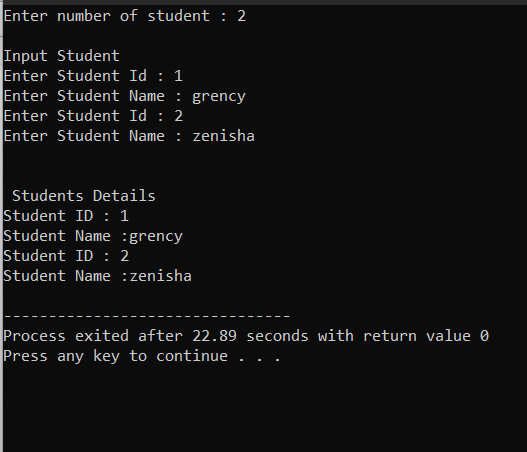 Enter number of student : 2
Input Student
Enter Student Id : 1
Enter Student Name : grency
Enter Student Id : 2
Enter Student Name : zenisha
Students Details
Student ID : 1
Student Name :grency
Student ID : 2
Student Name :zenisha
--------------------------------
Process exited after 22.89 seconds with return value 0
Press any key to continue . . .